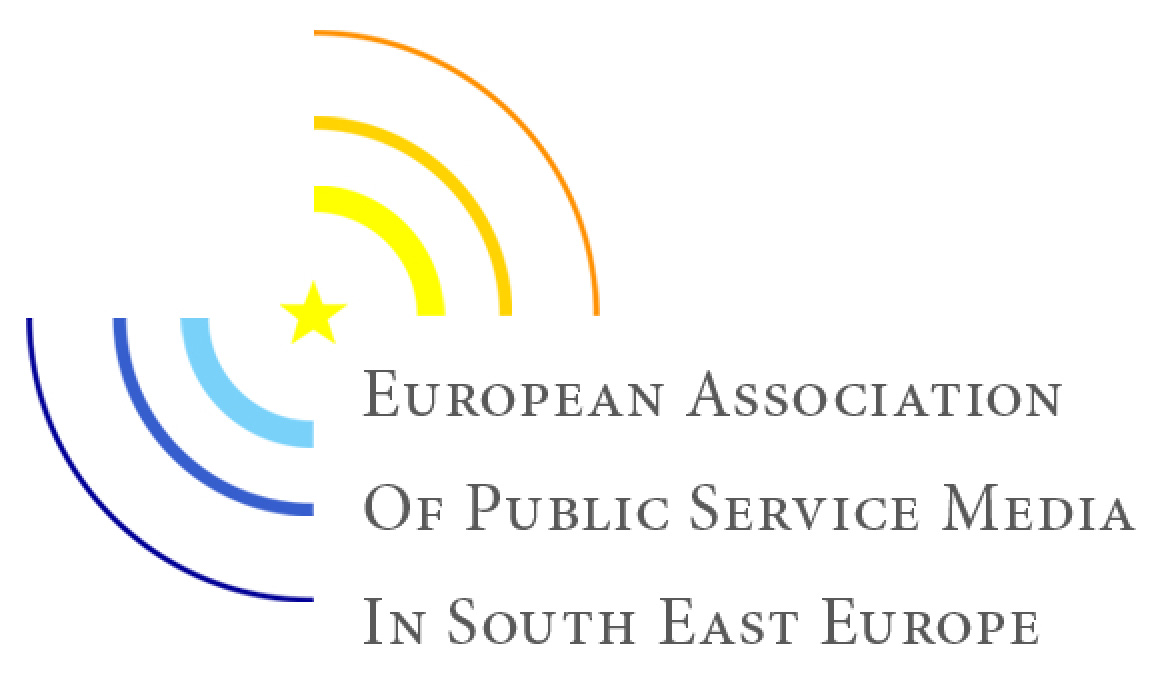 European Association
Of Public Service Media
In South East Europe